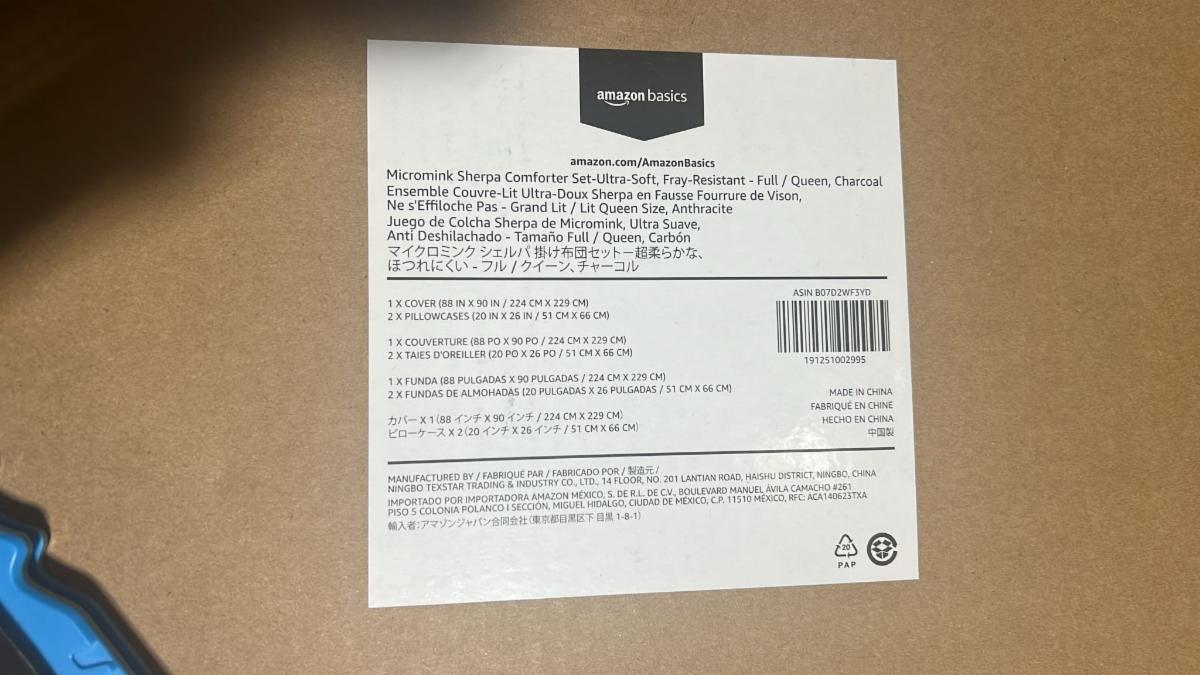 amazon basics
amazon.com/AmazonBasics
Micromink Sherpa Comforter Set-Ultra-Soft, Fray-Resistant - Full / Queen, Charcoal
Ensemble Couvre-Lit Ultra-Doux Sherpa en Fausse Fourrure de Vison,
Ne s'Effiloche Pas - Grand Lit / Lit Queen Size, Anthracite
Juego de Colcha Sherpa de Micromink, Ultra Suave,
Anti Deshilachado - Tamaño Full / Queen, Carbón
マイクロミンク シェルパ 掛け布団セット－超柔らかな、
ほつれにくい - フル / クイーン、チャーコル
1 X COVER (88 IN X 90 IN / 224 CM X 229 CM)
2 X PILLOWCASES (20 IN X 26 IN / 51 CM X 66 CM)
1 X COUVERTURE (88 PO X 90 PO / 224 CM X 229 CM)
2 X TAIES D'OREILLER (20 PO X 26 PO / 51 CM X 66 CM)
1 X FUNDA (88 PULGADAS X 90 PULGADAS / 224 CM X 229 CM)
2 X FUNDAS DE ALMOHADAS (20 PULGADAS X 26 PULGADAS / 51 CM X 66 CM)
カバー X 1 (88 インチ X 90 インチ / 224 CM X 229 CM)
ピローケース X 2 (20 インチ X 26 インチ / 51 CM X 66 CM)
ASIN B07D2WF3YD
191251002995
MADE IN CHINA
FABRIQUÉ EN CHINE
HECHO EN CHINA
中国製
MANUFACTURED BY / FABRIQUÉ PAR / FABRICADO POR / 製造元 /
NINGBO TEXSTAR TRADING & INDUSTRY CO., LTD., 14 FLOOR, NO. 201 LANTIAN ROAD, HAISHU DISTRICT, NINGBO, CHINA
IMPORTADO POR IMPORTADORA AMAZON MÉXICO, S. DE R.L. DE C.V., BOULEVARD MANUEL ÁVILA CAMACHO #261
PISO 5 COLONIA POLANCO I SECCIÓN, MIGUEL HIDALGO, CIUDAD DE MÉXICO, C.P. 11510 MÉXICO, RFC: ACA140623TXA
輸入者：アマゾンジャパン合同会社（東京都目黒区下 目黒 1-8-1）
20
PAP